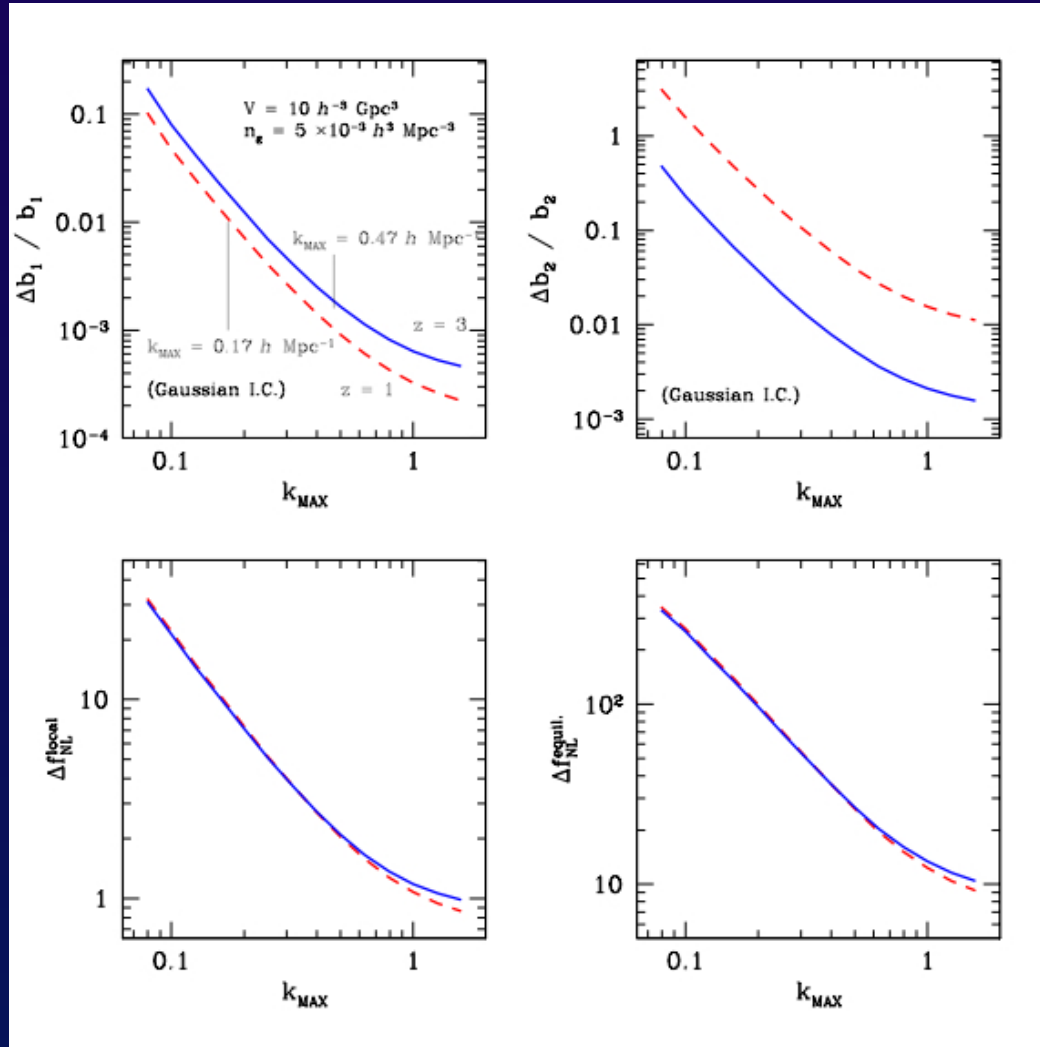 V = 10 h⁻³ Gpc³
n_g = 5 ×10⁻³ h³ Mpc⁻³
k_MAX = 0.47 h Mpc⁻¹
z = 3
k_MAX = 0.17 h Mpc⁻¹
(Gaussian I.C.)
z = 1
0.1
0.01
10⁻³
10⁻⁴
Δb₁ / b₁
0.1
1
k_MAX
(Gaussian I.C.)
1
0.1
0.01
10⁻³
Δb₂ / b₂
0.1
1
k_MAX
10
1
Δf_NL^local
0.1
1
k_MAX
10²
10
Δf_NL^equil.
0.1
1
k_MAX